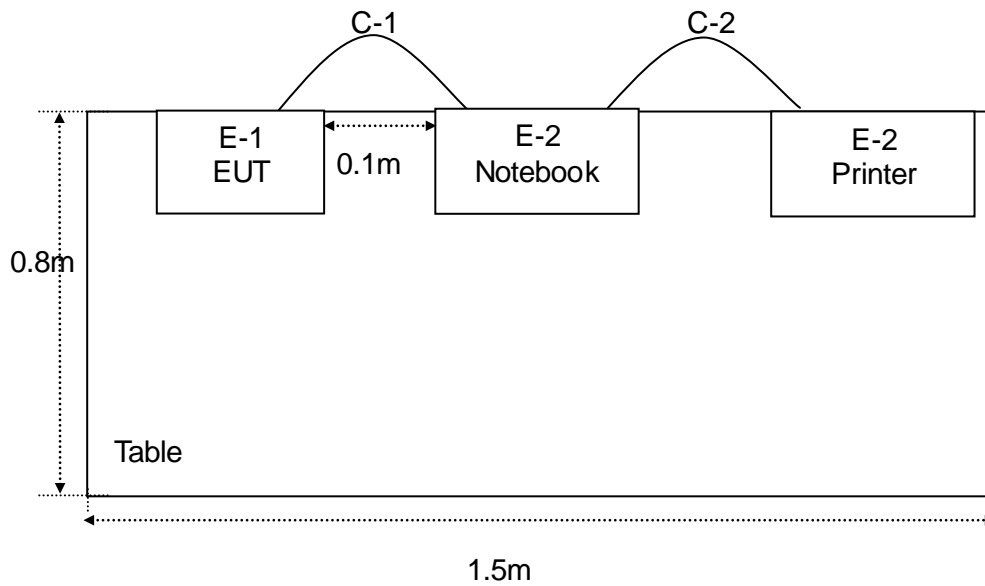 C-1
C-2
E-1
EUT
0.1m
E-2
Notebook
E-2
Printer
0.8m
Table
1.5m